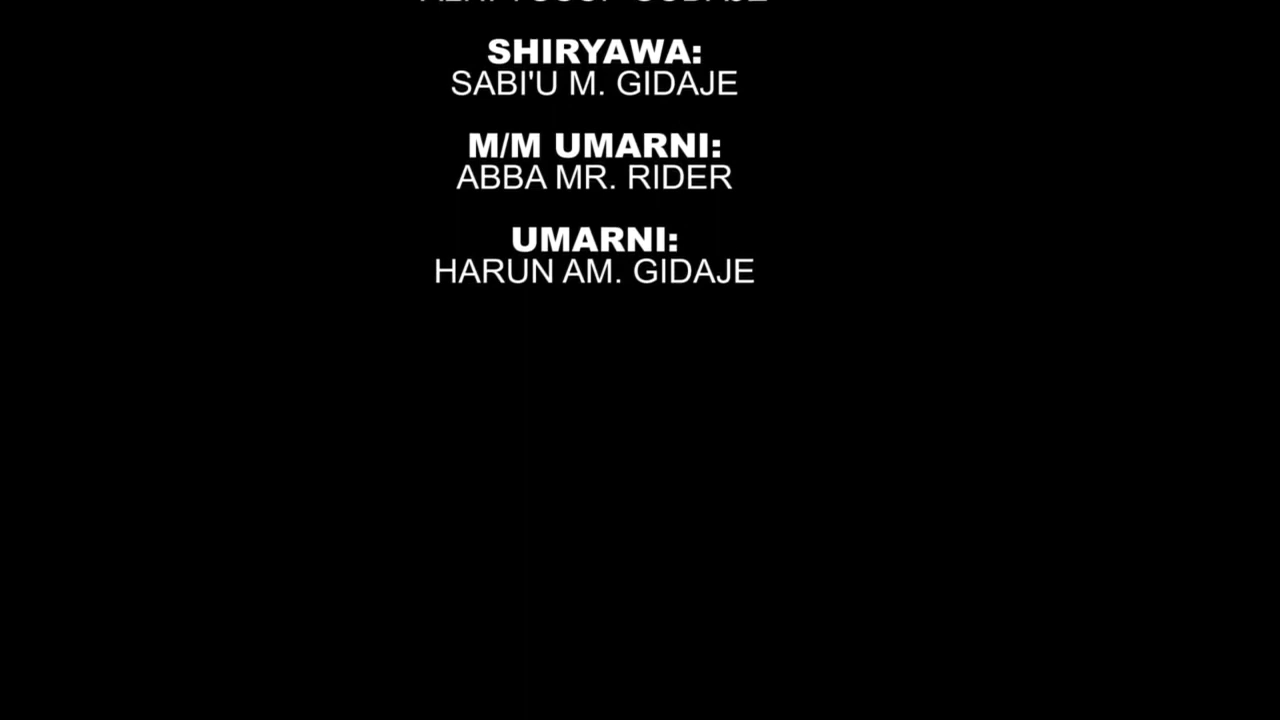 SHIRYAWA:
SABI'U M. GIDAJE
M/M UMARNI:
ABBA MR. RIDER
UMARNI:
HARUN AM. GIDAJE